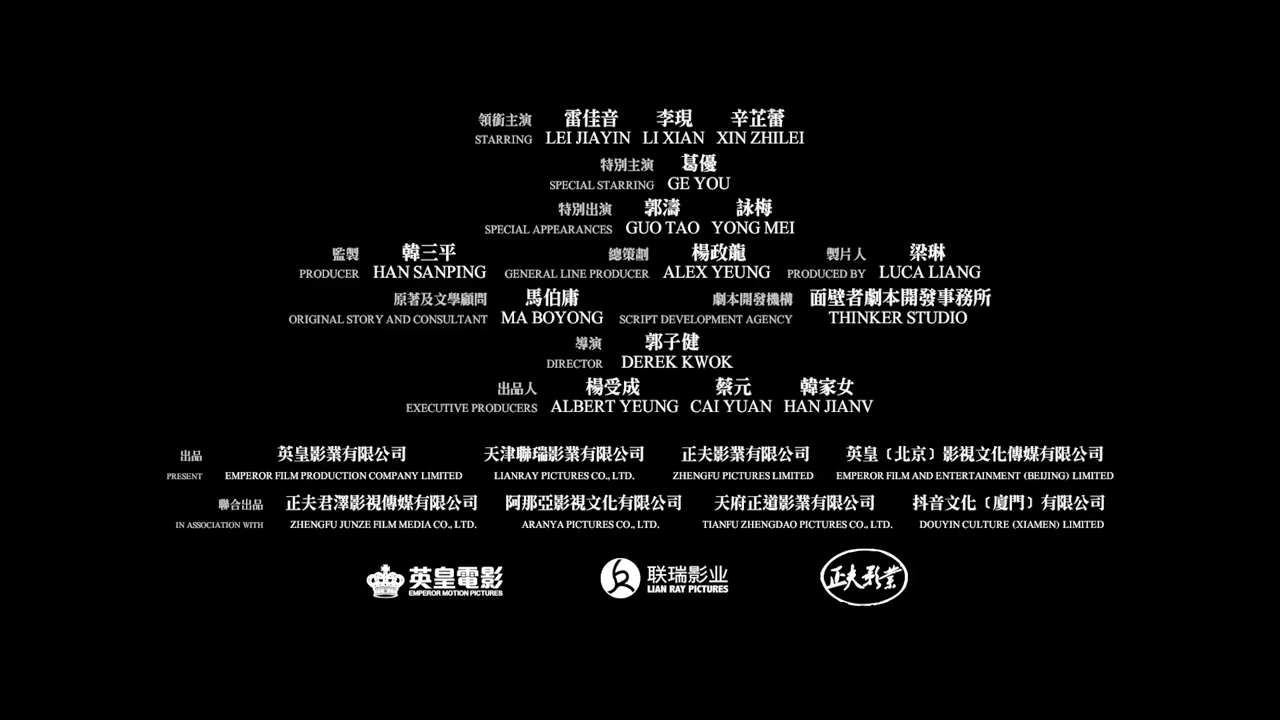 領銜主演 雷佳音 李現 辛芷蕾
STARRING LEI JIAYIN LI XIAN XIN ZHILEI
特別主演 葛優
SPECIAL STARRING GE YOU
特別出演 郭濤 詠梅
SPECIAL APPEARANCES GUO TAO YONG MEI
監製 韓三平 總策劃 楊政龍 製片人 梁琳
PRODUCER HAN SANPING GENERAL LINE PRODUCER ALEX YEUNG PRODUCED BY LUCA LIANG
原著及文學顧問 馬伯庸 劇本開發機構 面壁者劇本開發事務所
ORIGINAL STORY AND CONSULTANT MA BOYONG SCRIPT DEVELOPMENT AGENCY THINKER STUDIO
導演 郭子健
DIRECTOR DEREK KWOK
出品人 楊受成 蔡元 韓家女
EXECUTIVE PRODUCERS ALBERT YEUNG CAI YUAN HAN JIANV
出品 英皇影業有限公司 天津聯瑞影業有限公司 正夫影業有限公司 英皇﹝北京﹞影視文化傳媒有限公司
PRESENT EMPEROR FILM PRODUCTION COMPANY LIMITED LIANRAY PICTURES CO., LTD. ZHENGFU PICTURES LIMITED EMPEROR FILM AND ENTERTAINMENT (BEIJING) LIMITED
聯合出品 正夫君澤影視傳媒有限公司 阿那亞影視文化有限公司 天府正道影業有限公司 抖音文化﹝廈門﹞有限公司
IN ASSOCIATION WITH ZHENGFU JUNZE FILM MEDIA CO., LTD. ARANYA PICTURES CO., LTD. TIANFU ZHENGDAO PICTURES CO., LTD. DOUYIN CULTURE (XIAMEN) LIMITED
英皇電影 联瑞影业 正夫影業
EMPEROR MOTION PICTURES LIAN RAY PICTURES